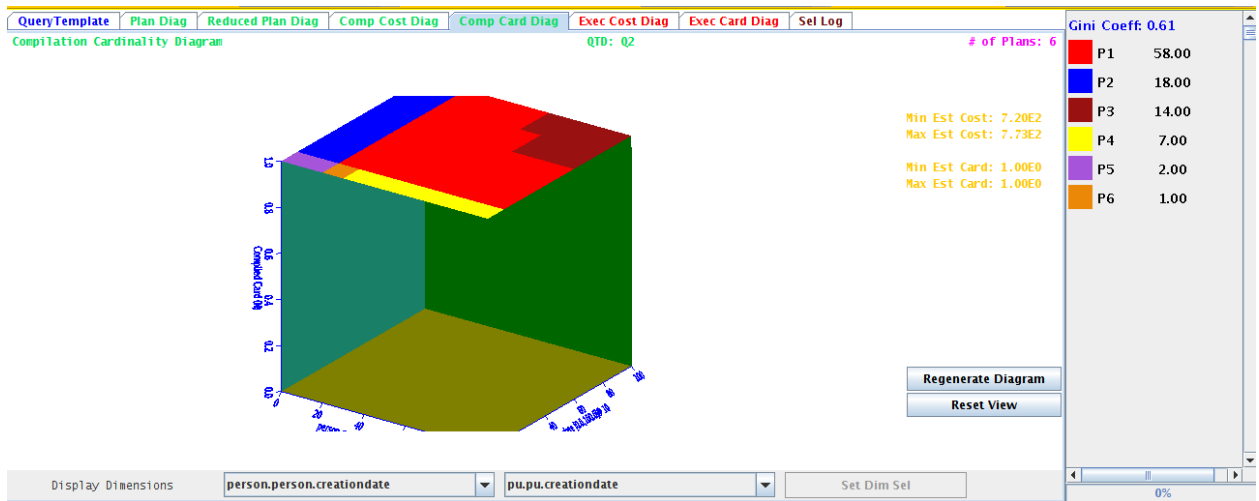 QueryTemplate Plan Diag Reduced Plan Diag Comp Cost Diag Comp Card Diag Exec Cost Diag Exec Card Diag Sel Log
Compilation Cardinality Diagram QTD: Q2 # of Plans: 6
Gini Coeff: 0.61
P1 58.00
P2 18.00
P3 14.00
P4 7.00
P5 2.00
P6 1.00
Min Est Cost: 7.20E2
Max Est Cost: 7.73E2
Min Est Card: 1.00E0
Max Est Card: 1.00E0
1.0
0.8
0.6
0.4
0.2
0.0
Compiled Card
0
20
40
40
60
80
100
Regenerate Diagram
Reset View
Display Dimensions person.person.creationdate pu.pu.creationdate Set Dim Sel
0%